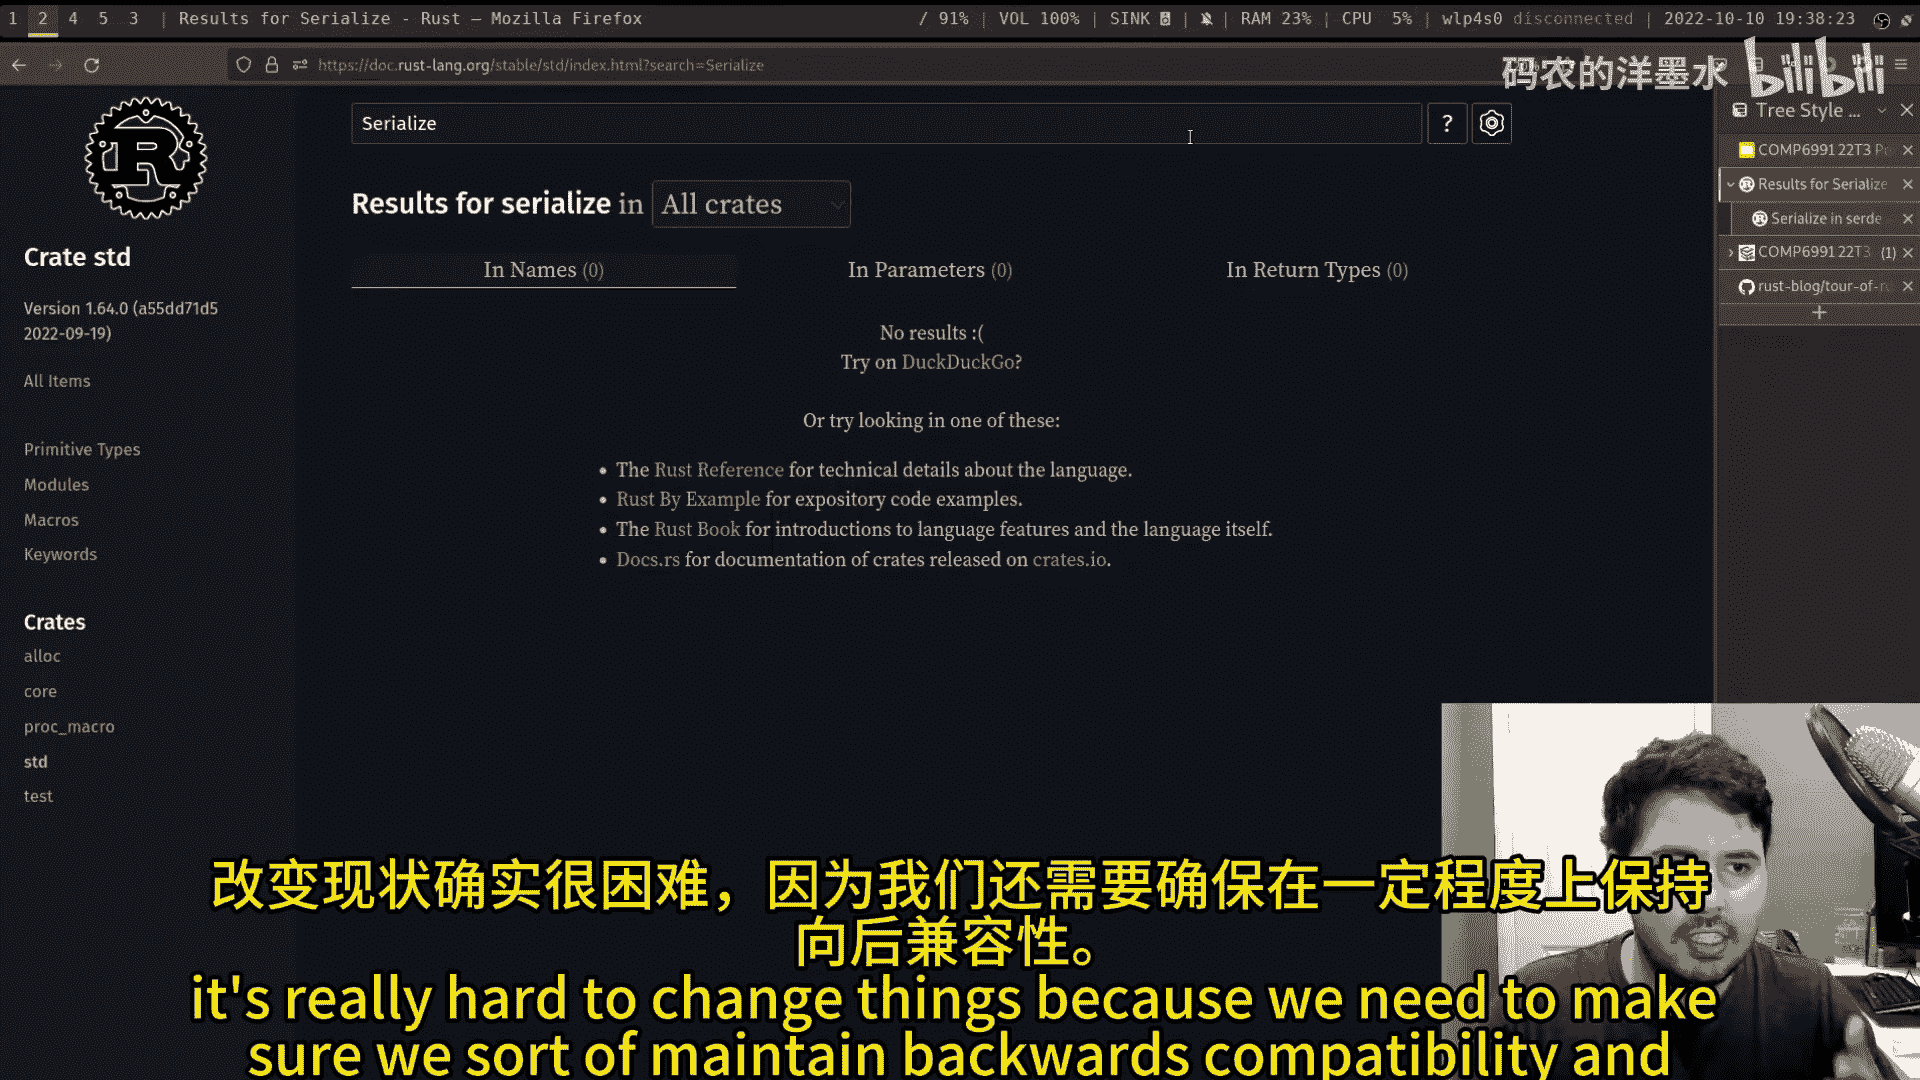 1 2 4 5 3 | Results for Serialize - Rust — Mozilla Firefox
/ 91% | VOL 100% | SINK | | RAM 23% | CPU 5% | wlp4s0 disconnected | 2022-10-10 19:38:23
https://doc.rust-lang.org/stable/std/index.html?search=Serialize
码农的洋墨水 bilibili
Tree Style ...
COMP6991 22T3 P
Results for Serialize
Serialize in serde
COMP6991 22T3 (1)
rust-blog/tour-of-r
Serialize
?
Results for serialize in All crates
In Names (0) In Parameters (0) In Return Types (0)
No results :(
Try on DuckDuckGo?
Or try looking in one of these:
The Rust Reference for technical details about the language.
Rust By Example for expository code examples.
The Rust Book for introductions to language features and the language itself.
Docs.rs for documentation of crates released on crates.io.
Crate std
Version 1.64.0 (a55dd71d5
2022-09-19)
All Items
Primitive Types
Modules
Macros
Keywords
Crates
alloc
core
proc_macro
std
test
改变现状确实很困难，因为我们还需要确保在一定程度上保持
向后兼容性。
it's really hard to change things because we need to make
sure we sort of maintain backwards compatibility and